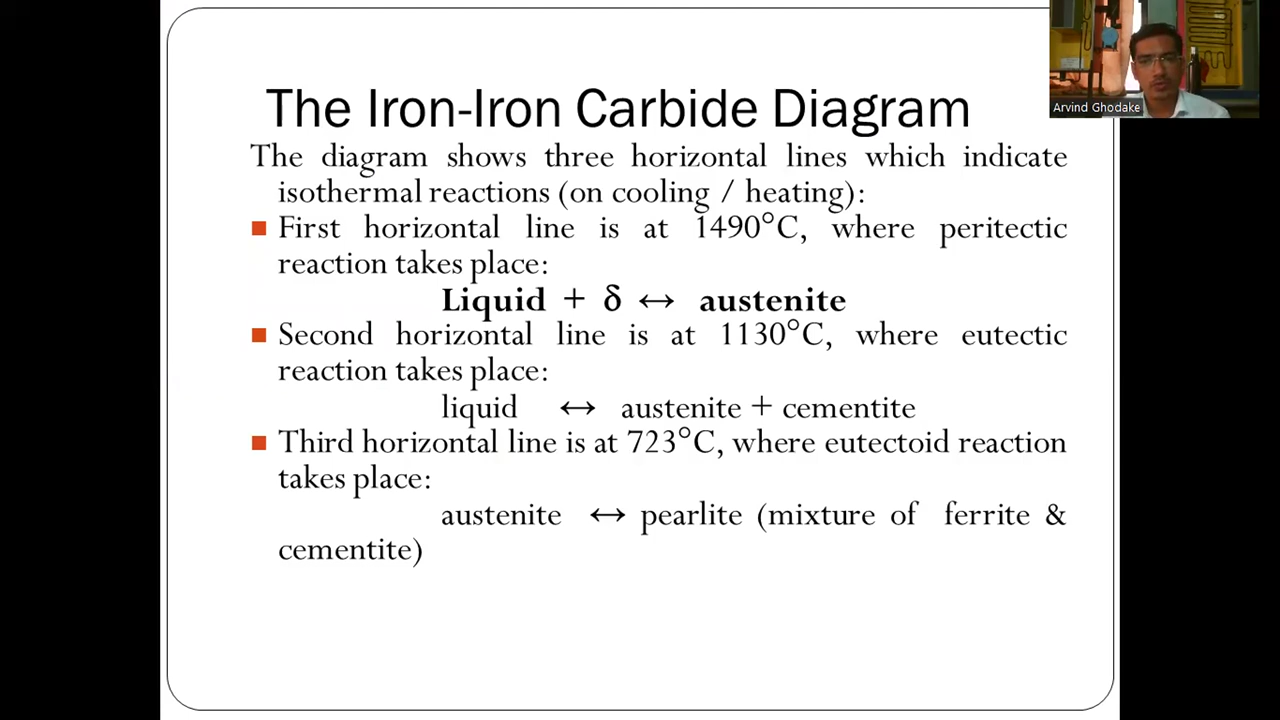 The Iron-Iron Carbide Diagram
The diagram shows three horizontal lines which indicate
isothermal reactions (on cooling / heating):
First horizontal line is at 1490°C, where peritectic
reaction takes place:
Liquid + δ ↔ austenite
Second horizontal line is at 1130°C, where eutectic
reaction takes place:
liquid ↔ austenite + cementite
Third horizontal line is at 723°C, where eutectoid reaction
takes place:
austenite ↔ pearlite (mixture of ferrite &
cementite)
Arvind Ghodake